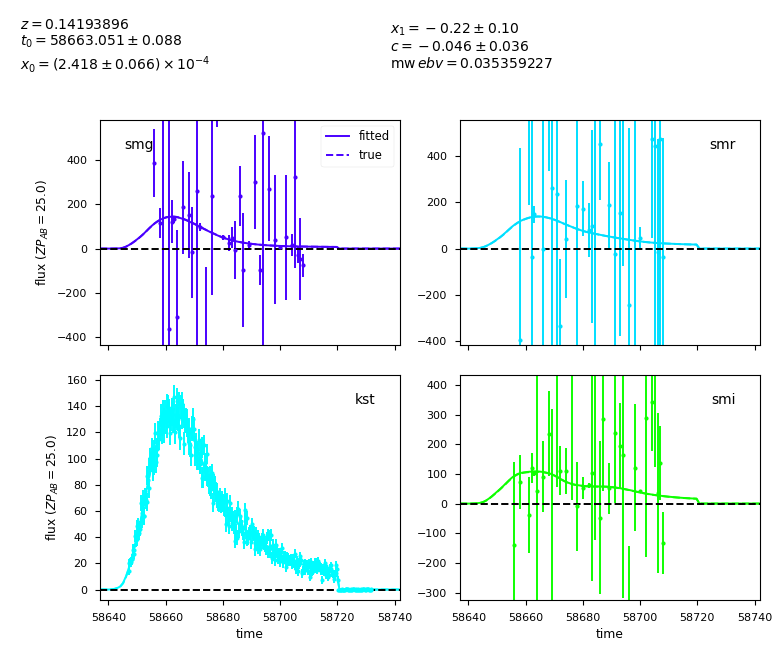 z = 0.14193896
t₀ = 58663.051 ± 0.088
x₀ = (2.418 ± 0.066) × 10⁻⁴
x₁ = −0.22 ± 0.10
c = −0.046 ± 0.036
mw ebv = 0.035359227
smg
fitted
true
400
200
0
−200
−400
flux (ZP_AB = 25.0)
smr
400
200
0
−200
−400
kst
160
140
120
100
80
60
40
20
0
flux (ZP_AB = 25.0)
58640 58660 58680 58700 58720 58740
time
smi
400
300
200
100
0
−100
−200
−300
58640 58660 58680 58700 58720 58740
time